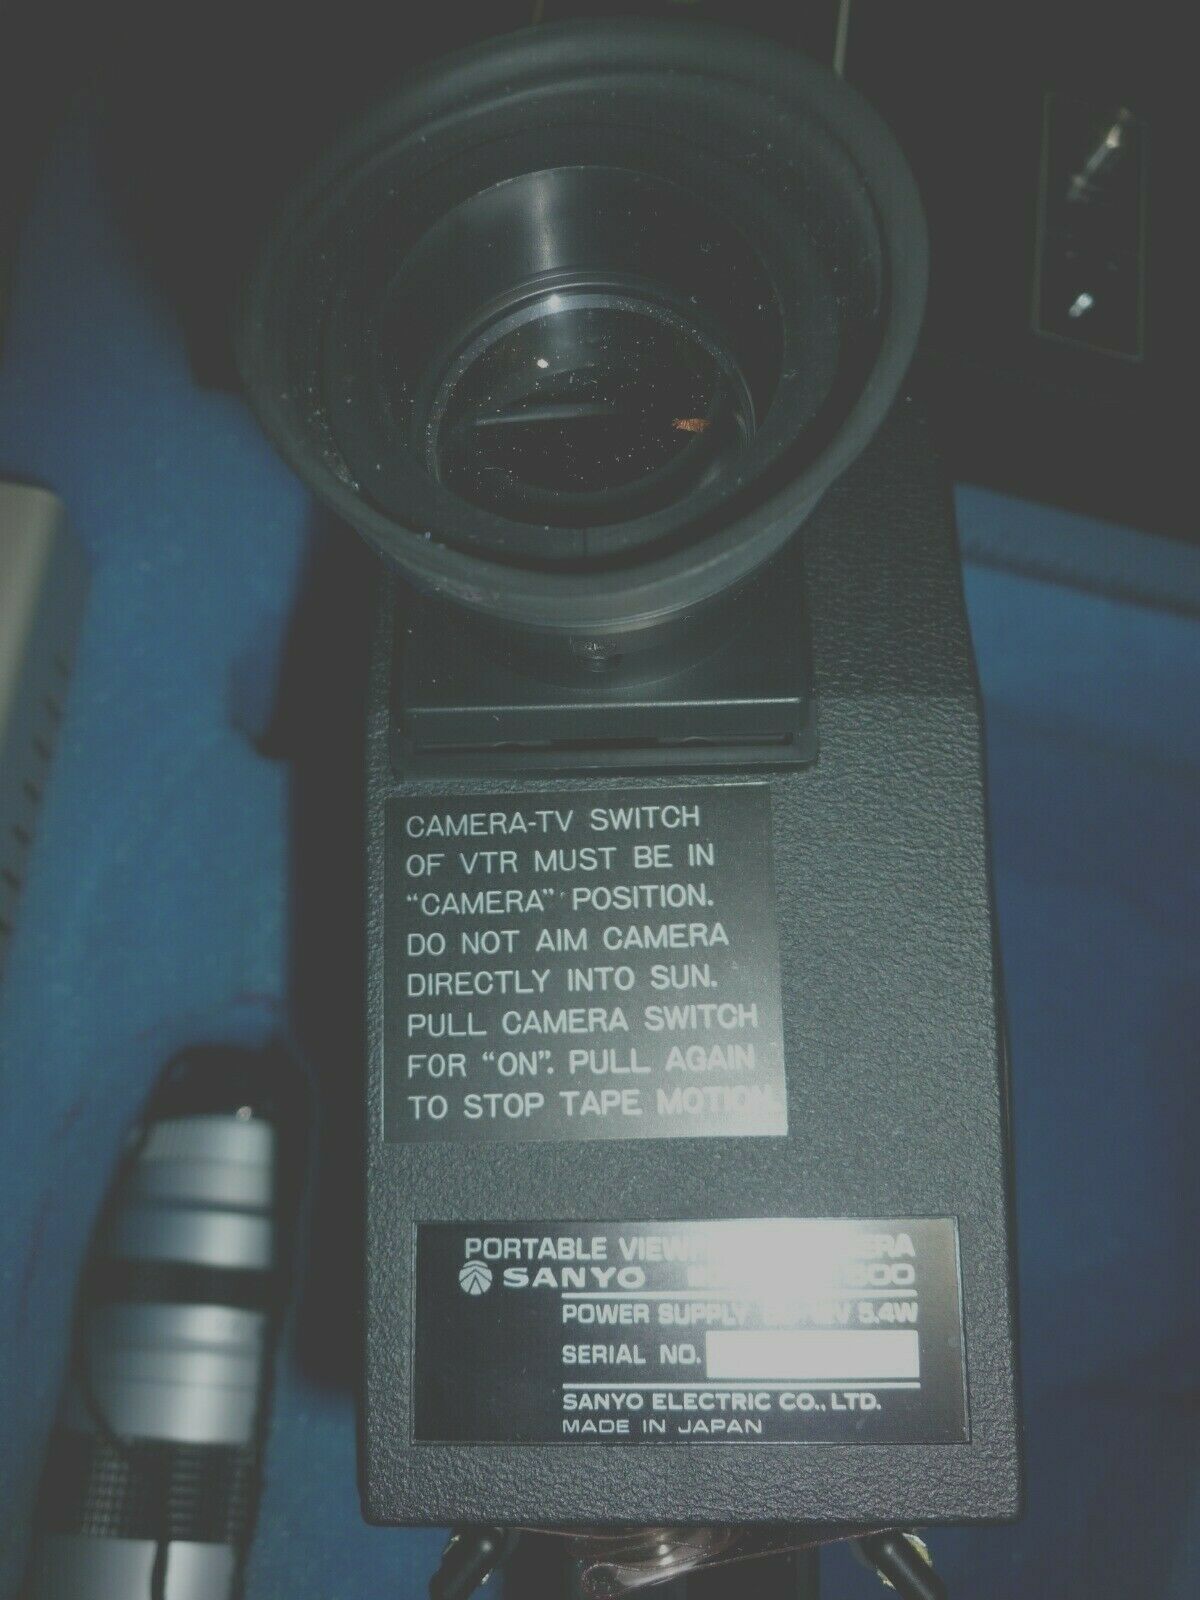 CAMERA-TV SWITCH
OF VTR MUST BE IN
“CAMERA” POSITION.
DO NOT AIM CAMERA
DIRECTLY INTO SUN.
PULL CAMERA SWITCH
FOR “ON”. PULL AGAIN
TO STOP TAPE MOTION.
PORTABLE
SANYO
POWER SUPPLY 5.4W
SERIAL NO.
SANYO ELECTRIC CO., LTD.
MADE IN JAPAN